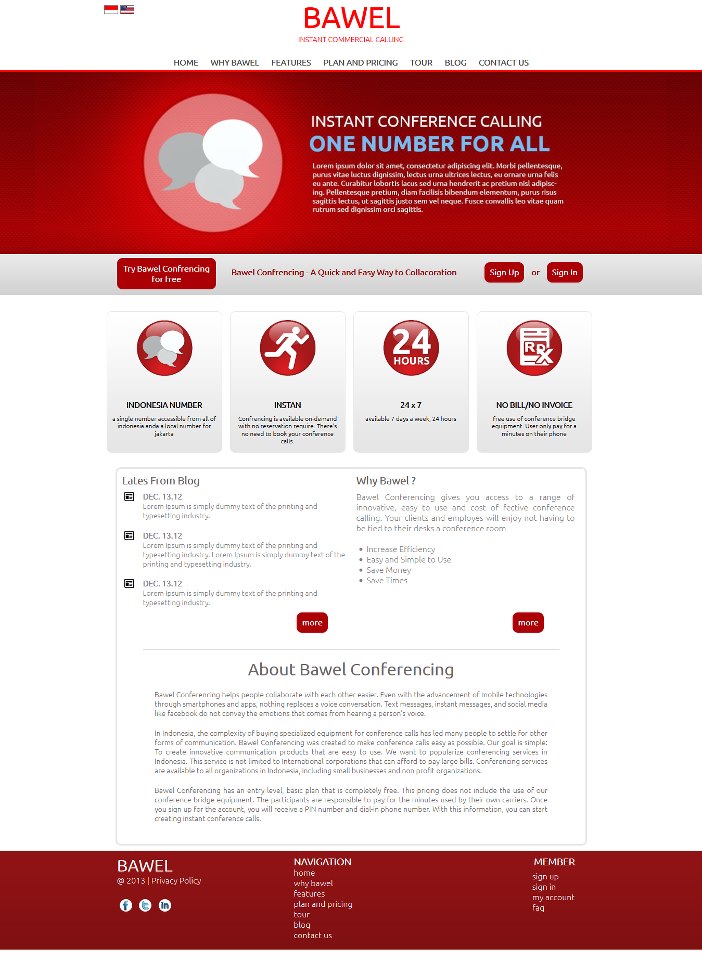 BAWEL
INSTANT COMMERCIAL CALLING
HOME WHY BAWEL FEATURES PLAN AND PRICING TOUR BLOG CONTACT US
INSTANT CONFERENCE CALLING
ONE NUMBER FOR ALL
Lorem ipsum dolor sit amet, consectetur adipiscing elit. Morbi pellentesque,
purus vitae luctus dignissim, lectus urna ultrices lectus, eu ornare urna felis
eu ante. Curabitur lobortis lacus sed urna hendrerit ac pretium nisl adipisc-
ing. Pellentesque pretium, diam facilisis bibendum elementum, purus risus
sagittis lectus, ut sagittis justo sem vel neque. Fusce convallis leo vitae quam
rutrum sed dignissim orci sagittis.
Try Bawel Confrencing
for Free
Bawel Confrencing - A Quick and Easy Way to Collacoration
Sign Up or Sign In
24
HOURS
RDX
INDONESIA NUMBER
a single number accessible from all of
indonesia anda a local number for
jakarta
INSTAN
Confrencing is available on-demand
with no reservation require. There's
no need to book your conference
calls
24 x 7
available 7 days a week, 24 hours
NO BILL/NO INVOICE
free use of conference bridge
equipment. User only pay for a
minutes on their phone
Lates From Blog
DEC. 13.12
Lorem Ipsum is simply dummy text of the printing and
typesetting industry.
DEC. 13.12
Lorem Ipsum is simply dummy text of the printing and
typesetting industry. Lorem Ipsum is simply dummy text of the
printing and typesetting industry.
DEC. 13.12
Lorem Ipsum is simply dummy text of the printing and
typesetting industry.
more
Why Bawel ?
Bawel Conferencing gives you access to a range of
innovative, easy to use and cost of factive conference
calling. Your clients and employes will enjoy not having to
be tied to their desks a conference room
• Increase Efficiency
• Easy and Simple to Use
• Save Money
• Save Times
more
About Bawel Conferencing
Bawel Conferencing helps people collaborate with each other easier. Even with the advancement of mobile technologies
through smartphones and apps, nothing replaces a voice conversation. Text messages, instant messages, and social media
like facebook do not convey the emotions that comes from hearing a person's voice.
In Indonesia, the complexity of buying specialized equipment for conference calls has led many people to settle for other
forms of communication. Bawel Conferencing was created to make conference calls easy as possible. Our goal is simple:
To create innovative communication products that are easy to use. We want to popularize conferencing services in
Indonesia. This service is not limited to International corporations that can afford to pay large bills. Conferencing services
are available to all organizations in Indonesia, including small businesses and non profit organizations.
Bawel Conferencing has an entry level, basic plan that is completely free. This pricing does not include the use of our
conference bridge equipment. The participants are responsible to pay for the minutes used by their own carriers. Once
you sign up for the account, you will receive a PIN number and dial-in phone number. With this information, you can start
creating instant conference calls.
BAWEL
@ 2013 | Privacy Policy
NAVIGATION
home
why bawel
features
plan and pricing
tour
blog
contact us
MEMBER
sign up
sign in
my account
faq